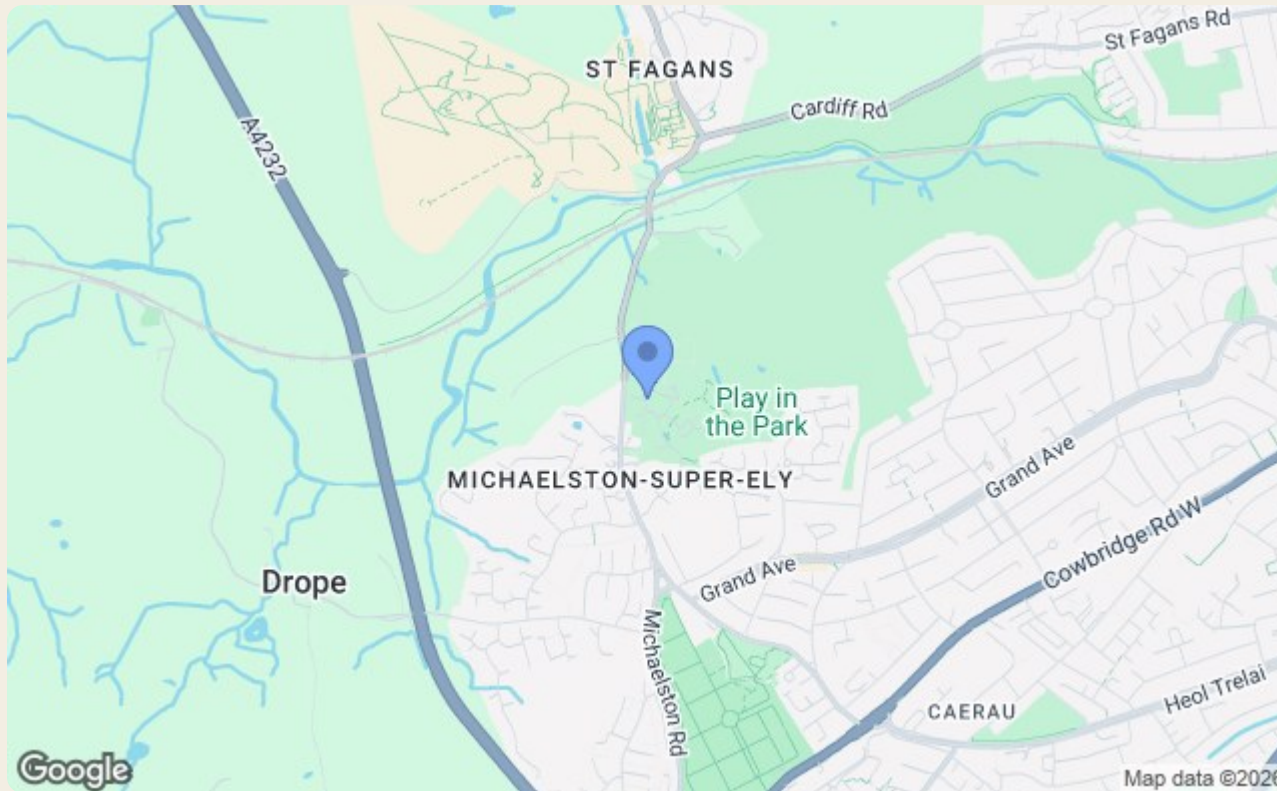 St Fagans Rd
ST FAGANS
Cardiff Rd
A4232
Play in
the Park
Grand Ave
MICHAELSTON-SUPER-ELY
Cowbridge Rd W
Grand Ave
Drope
Michaelston Rd
Heol Trelai
CAERAU
Google
Map data ©2026